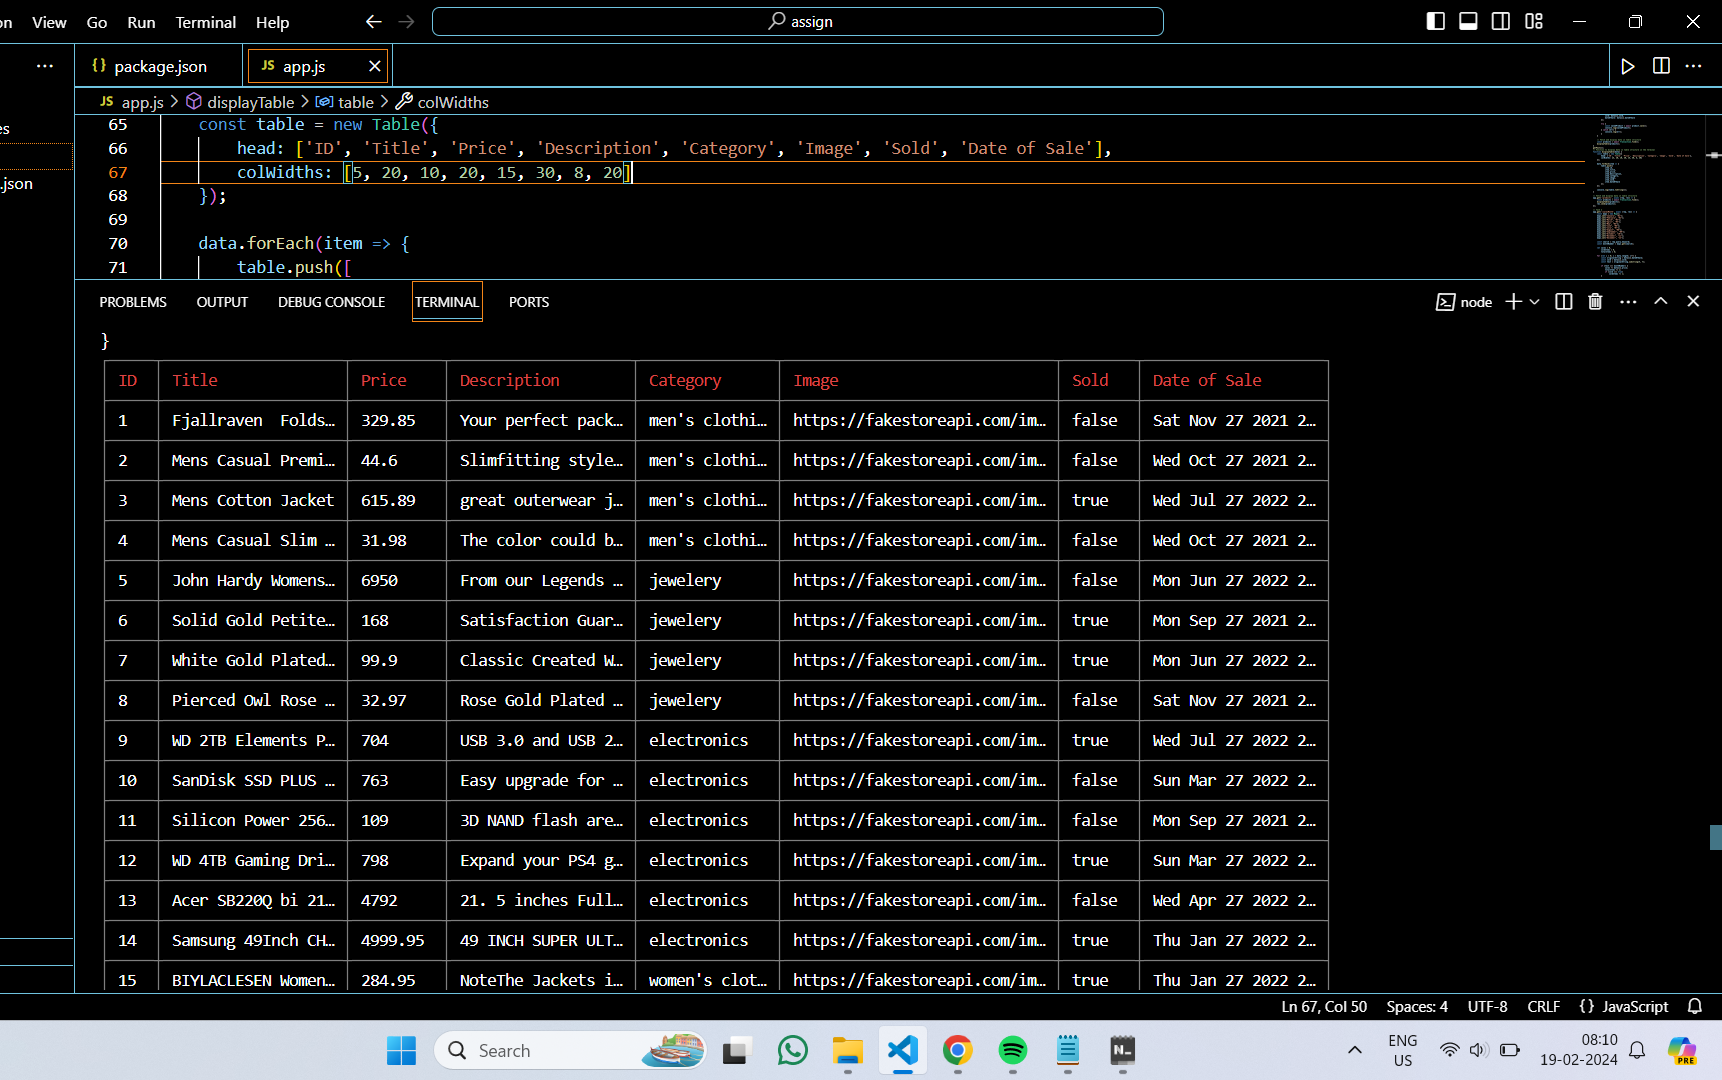 on View Go Run Terminal Help
assign
package.json
JS app.js
JS app.js > displayTable > table > colWidths
es
.json
65 const table = new Table({
66 head: ['ID', 'Title', 'Price', 'Description', 'Category', 'Image', 'Sold', 'Date of Sale'],
67 colWidths: [5, 20, 10, 20, 15, 30, 8, 20]
68 });
69
70 data.forEach(item => {
71 table.push([
PROBLEMS OUTPUT DEBUG CONSOLE TERMINAL PORTS
node
}
ID Title Price Description Category Image Sold Date of Sale
1 Fjallraven  Folds… 329.85 Your perfect pack… men's clothi… https://fakestoreapi.com/im… false Sat Nov 27 2021 2…
2 Mens Casual Premi… 44.6 Slimfitting style… men's clothi… https://fakestoreapi.com/im… false Wed Oct 27 2021 2…
3 Mens Cotton Jacket 615.89 great outerwear j… men's clothi… https://fakestoreapi.com/im… true Wed Jul 27 2022 2…
4 Mens Casual Slim … 31.98 The color could b… men's clothi… https://fakestoreapi.com/im… false Wed Oct 27 2021 2…
5 John Hardy Womens… 6950 From our Legends … jewelery https://fakestoreapi.com/im… false Mon Jun 27 2022 2…
6 Solid Gold Petite… 168 Satisfaction Guar… jewelery https://fakestoreapi.com/im… true Mon Sep 27 2021 2…
7 White Gold Plated… 99.9 Classic Created W… jewelery https://fakestoreapi.com/im… true Mon Jun 27 2022 2…
8 Pierced Owl Rose … 32.97 Rose Gold Plated … jewelery https://fakestoreapi.com/im… false Sat Nov 27 2021 2…
9 WD 2TB Elements P… 704 USB 3.0 and USB 2… electronics https://fakestoreapi.com/im… true Wed Jul 27 2022 2…
10 SanDisk SSD PLUS … 763 Easy upgrade for … electronics https://fakestoreapi.com/im… false Sun Mar 27 2022 2…
11 Silicon Power 256… 109 3D NAND flash are… electronics https://fakestoreapi.com/im… false Mon Sep 27 2021 2…
12 WD 4TB Gaming Dri… 798 Expand your PS4 g… electronics https://fakestoreapi.com/im… true Sun Mar 27 2022 2…
13 Acer SB220Q bi 21… 4792 21. 5 inches Full… electronics https://fakestoreapi.com/im… false Wed Apr 27 2022 2…
14 Samsung 49Inch CH… 4999.95 49 INCH SUPER ULT… electronics https://fakestoreapi.com/im… true Thu Jan 27 2022 2…
15 BIYLACLESEN Women… 284.95 NoteThe Jackets i… women's clot… https://fakestoreapi.com/im… true Thu Jan 27 2022 2…
Ln 67, Col 50 Spaces: 4 UTF-8 CRLF {} JavaScript
Search
ENG
US
08:10
19-02-2024
PRE